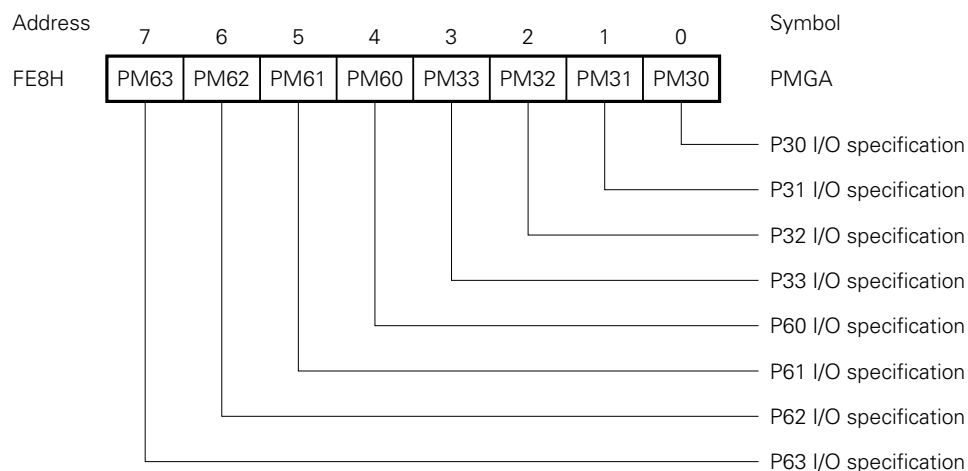 Address 7 6 5 4 3 2 1 0 Symbol
FE8H PM63 PM62 PM61 PM60 PM33 PM32 PM31 PM30 PMGA
P30 I/O specification
P31 I/O specification
P32 I/O specification
P33 I/O specification
P60 I/O specification
P61 I/O specification
P62 I/O specification
P63 I/O specification